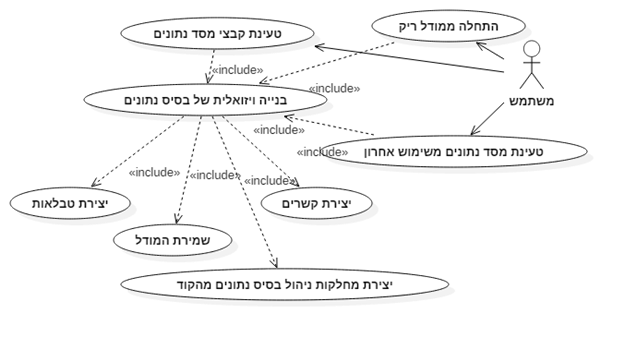 התחלה ממודל ריק
טעינת קבצי מסד נתונים
משתמש
«include»
«include»
בנייה ויזואלית של בסיס נתונים
«include»
טעינת מסד נתונים משימוש אחרון
«include»
«include»
«include»
«include»
יצירת קשרים
יצירת טבלאות
שמירת המודל
יצירת מחלקות ניהול בסיס נתונים מהקוד